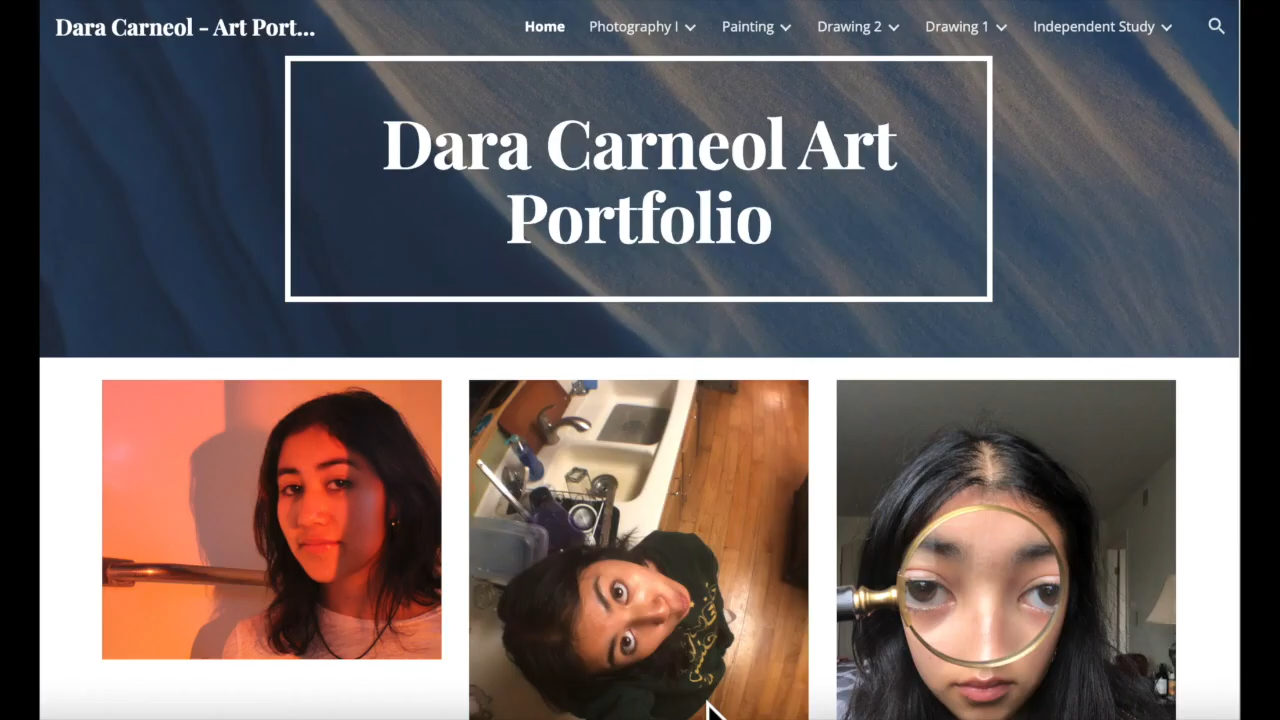 Dara Carneol - Art Port...
Home Photography I Painting Drawing 2 Drawing 1 Independent Study
Dara Carneol Art
Portfolio